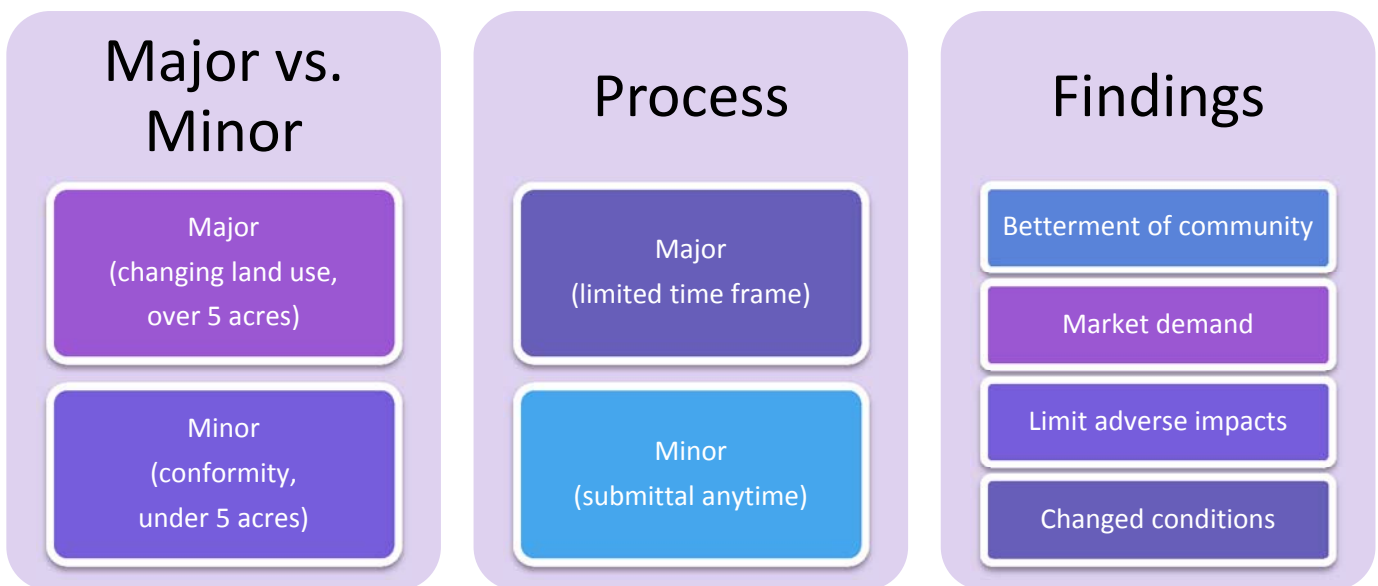 Major vs.
Minor
Major
(changing land use,
over 5 acres)
Minor
(conformity,
under 5 acres)
Process
Major
(limited time frame)
Minor
(submittal anytime)
Findings
Betterment of community
Market demand
Limit adverse impacts
Changed conditions